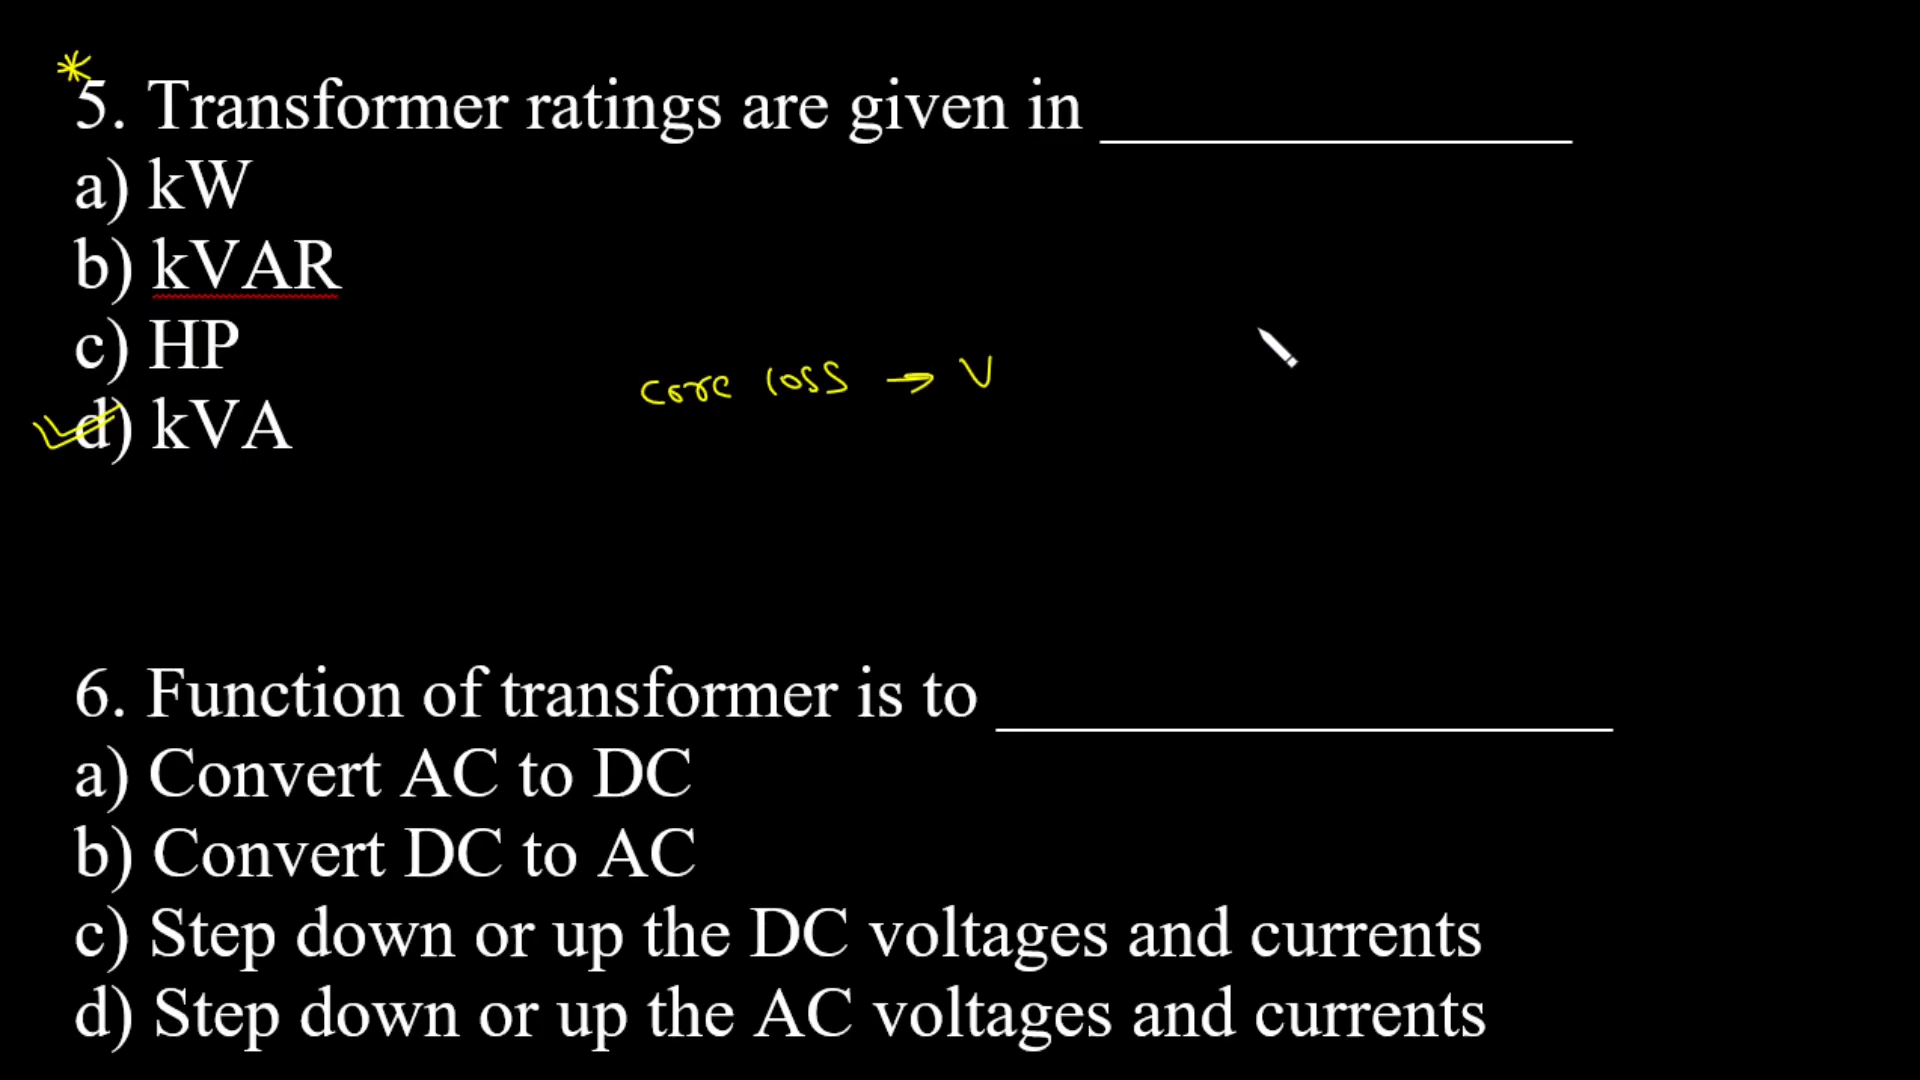 5. Transformer ratings are given in ______________
a) kW
b) kVAR
c) HP
core loss → V
d) kVA
6. Function of transformer is to __________________
a) Convert AC to DC
b) Convert DC to AC
c) Step down or up the DC voltages and currents
d) Step down or up the AC voltages and currents